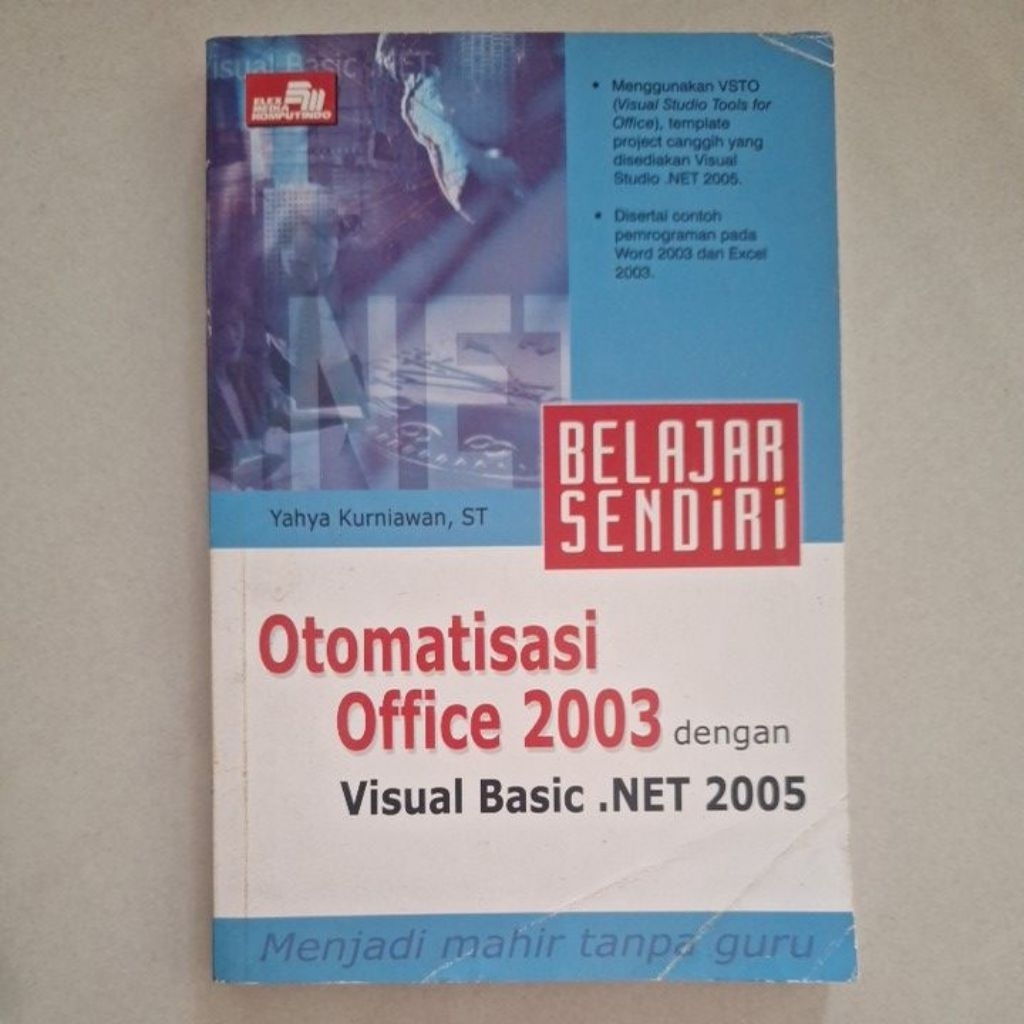 Visual Basic .NET
ELEX
MEDIA
KOMPUTINDO
• Menggunakan VSTO
(Visual Studio Tools for
Office), template
project canggih yang
disediakan Visual
Studio .NET 2005.
• Disertai contoh
pemrograman pada
Word 2003 dan Excel
2003.
.NET
BELAJAR
SENDiRi
Yahya Kurniawan, ST
Otomatisasi
Office 2003 dengan
Visual Basic .NET 2005
Menjadi mahir tanpa guru